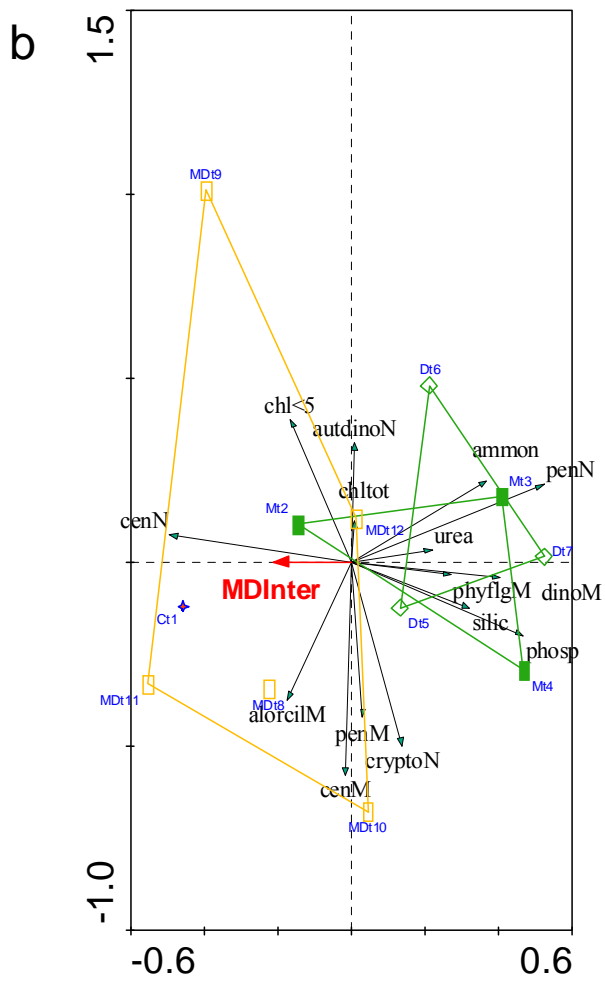 b
1.5
MDt9
Dt6
chl<5
autdinoN
ammon
penN
Mt3
chltot
Mt2
MDt12
cenN
urea
Dt7
MDInter
phyflgM
dinoM
Ct1
Dt5
silic
phosp
Mt4
MDt11
MDt8
alorcilM
penM
cryptoN
cenM
MDt10
-1.0
-0.6
0.6